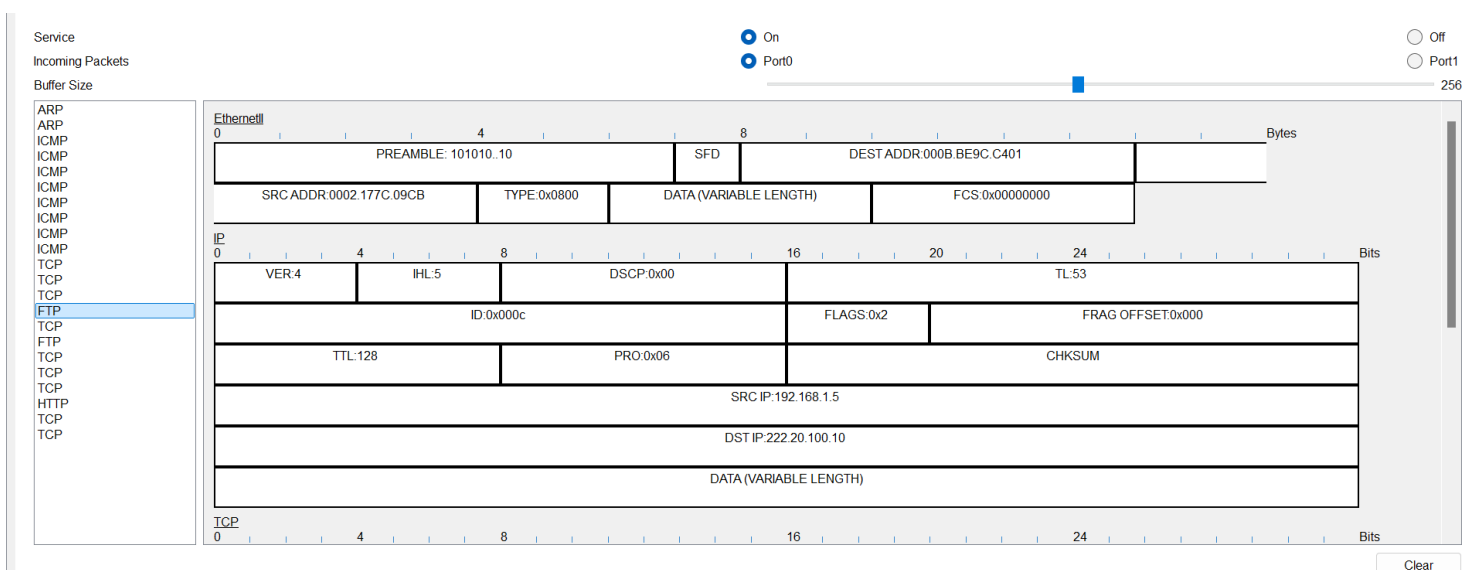 Service On Off
Incoming Packets Port0 Port1
Buffer Size 256
ARP
ARP
ICMP
ICMP
ICMP
ICMP
ICMP
ICMP
ICMP
ICMP
TCP
TCP
TCP
FTP
TCP
FTP
TCP
TCP
TCP
HTTP
TCP
TCP
EthernetII
0 4 8 Bytes
PREAMBLE: 101010..10 SFD DEST ADDR:000B.BE9C.C401
SRC ADDR:0002.177C.09CB TYPE:0x0800 DATA (VARIABLE LENGTH) FCS:0x00000000
IP
0 4 8 16 20 24 Bits
VER:4 IHL:5 DSCP:0x00 TL:53
ID:0x000c FLAGS:0x2 FRAG OFFSET:0x000
TTL:128 PRO:0x06 CHKSUM
SRC IP:192.168.1.5
DST IP:222.20.100.10
DATA (VARIABLE LENGTH)
TCP
0 4 8 16 24 Bits
Clear